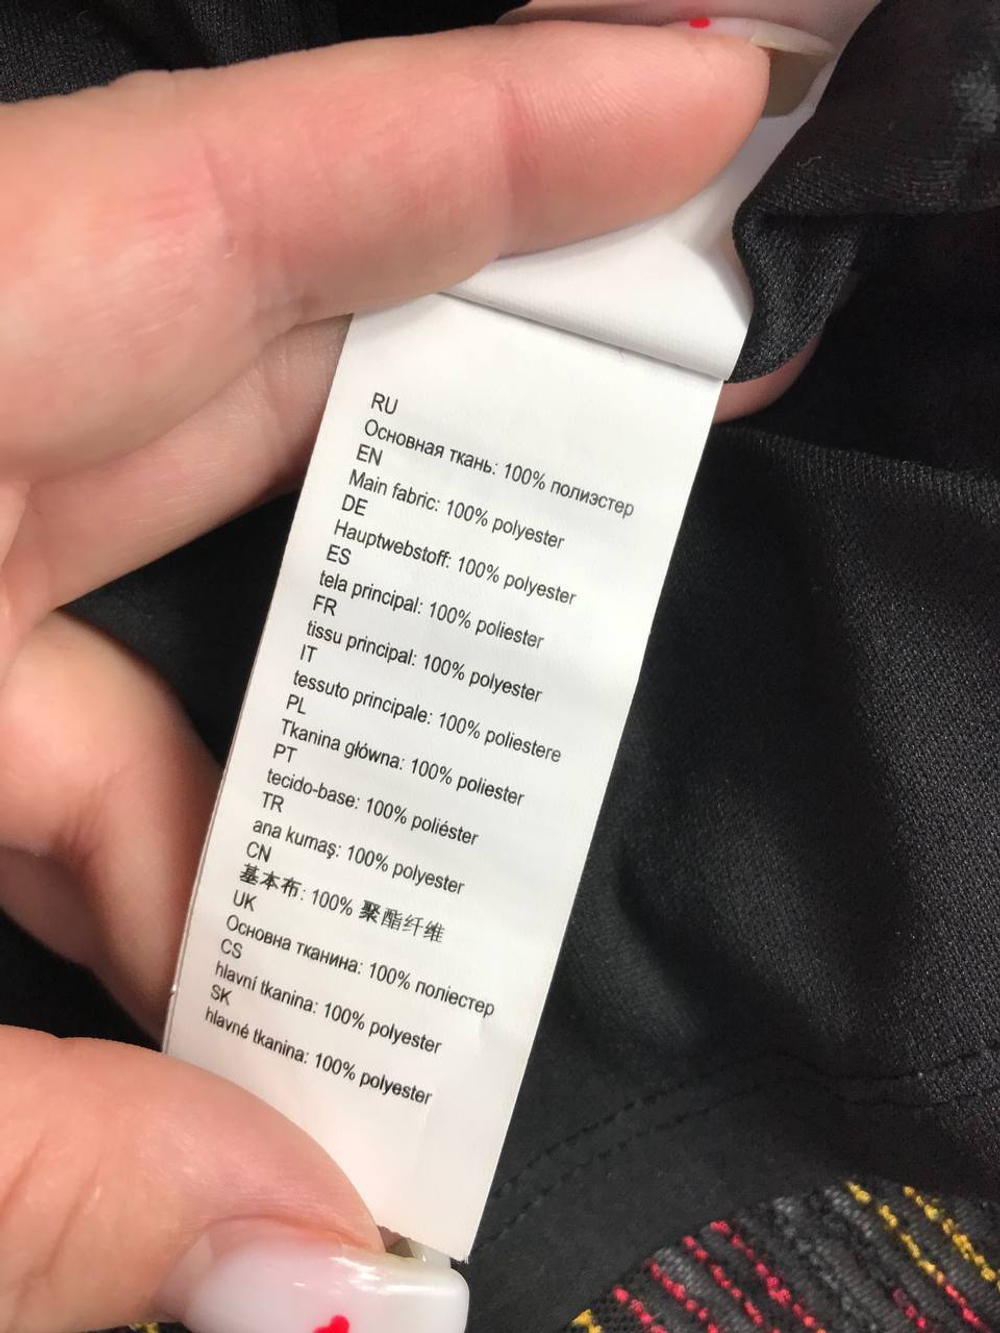 RU
Основная ткань: 100% полиэстер
EN
Main fabric: 100% polyester
DE
Hauptwebstoff: 100% polyester
ES
tela principal: 100% poliester
FR
tissu principal: 100% polyester
IT
tessuto principale: 100% poliestere
PL
Tkanina główna: 100% poliester
PT
tecido-base: 100% poliéster
TR
ana kumaş: 100% polyester
CN
基本布: 100% 聚酯纤维
UK
Основна тканина: 100% поліестер
CS
hlavní tkanina: 100% polyester
SK
hlavné tkanina: 100% polyester